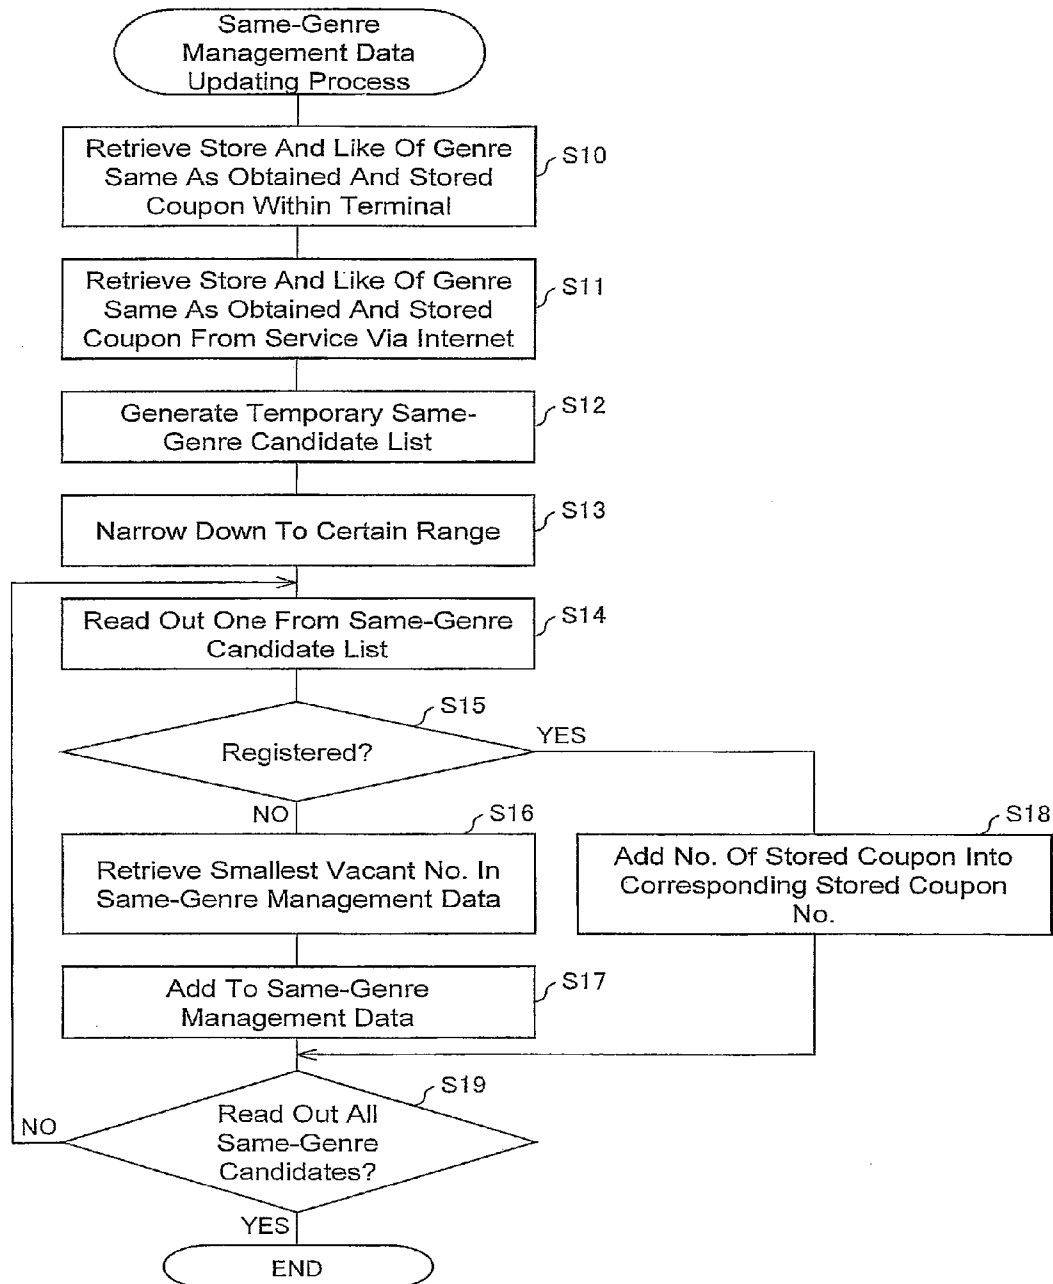 Same-Genre
Management Data
Updating Process
Retrieve Store And Like Of Genre
Same As Obtained And Stored
Coupon Within Terminal
S10
Retrieve Store And Like Of Genre
Same As Obtained And Stored
Coupon From Service Via Internet
S11
Generate Temporary Same-
Genre Candidate List
S12
Narrow Down To Certain Range
S13
Read Out One From Same-Genre
Candidate List
S14
S15
Registered?
YES
NO
S16
Retrieve Smallest Vacant No. In
Same-Genre Management Data
S18
Add No. Of Stored Coupon Into
Corresponding Stored Coupon
No.
Add To Same-Genre
Management Data
S17
S19
Read Out All
Same-Genre
Candidates?
NO
YES
END